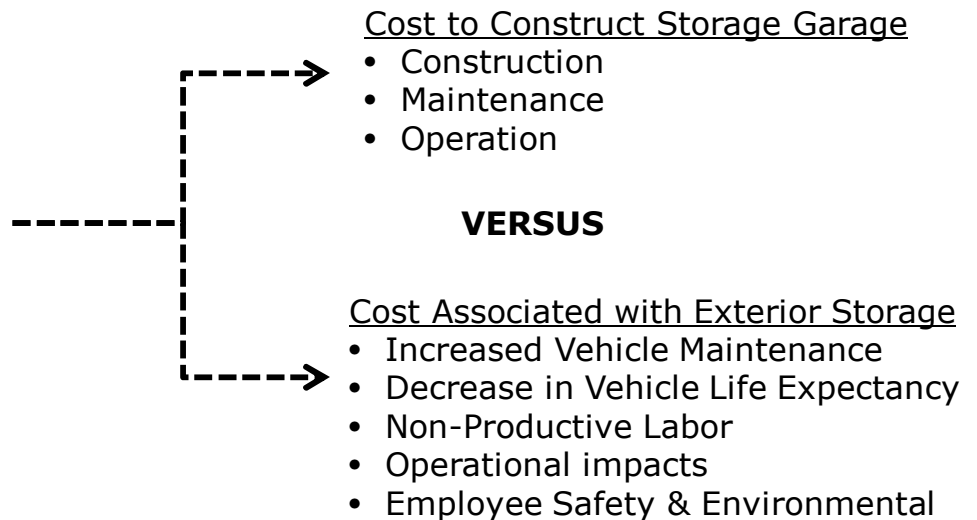 Cost to Construct Storage Garage
• Construction
• Maintenance
• Operation
VERSUS
Cost Associated with Exterior Storage
• Increased Vehicle Maintenance
• Decrease in Vehicle Life Expectancy
• Non-Productive Labor
• Operational impacts
• Employee Safety & Environmental